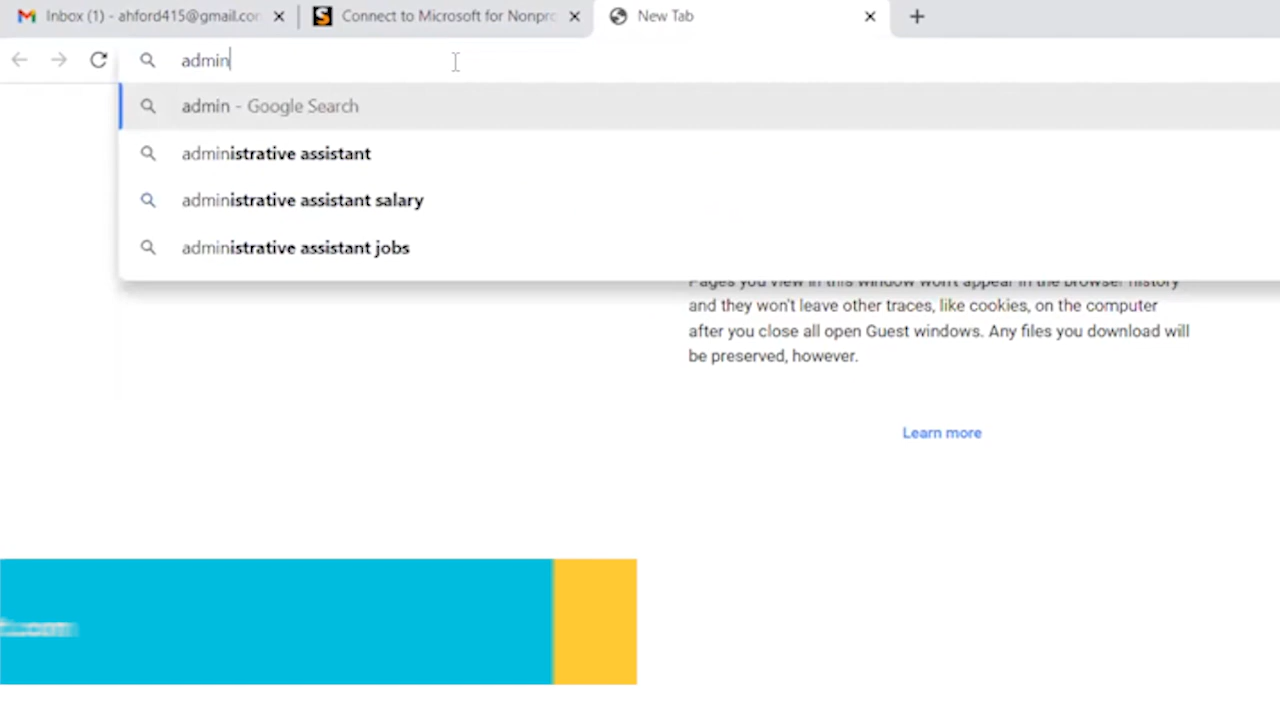 Inbox (1) - ahford415@gmail.con
Connect to Microsoft for Nonpro
New Tab
admin
admin - Google Search
administrative assistant
administrative assistant salary
administrative assistant jobs
Pages you view in this window won't appear in the browser history
and they won't leave other traces, like cookies, on the computer
after you close all open Guest windows. Any files you download will
be preserved, however.
Learn more